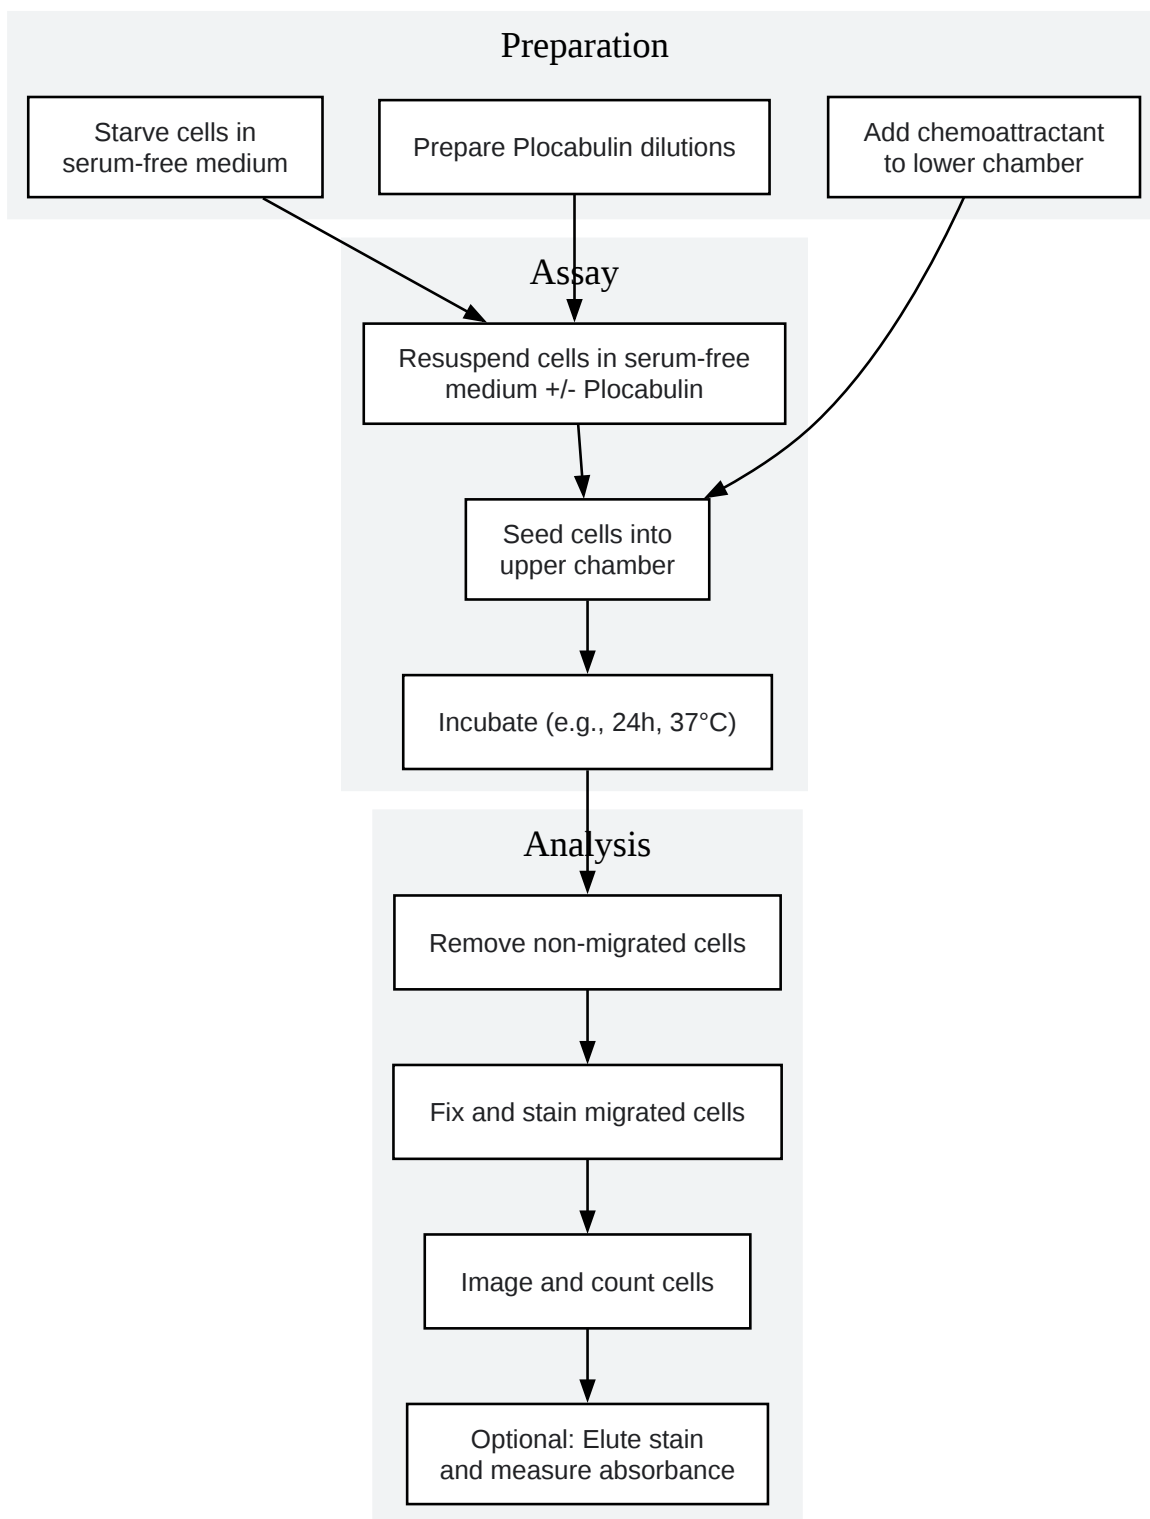 Preparation
Starve cells in
serum-free medium
Prepare Plocabulin dilutions
Add chemoattractant
to lower chamber
Assay
Resuspend cells in serum-free
medium +/- Plocabulin
Seed cells into
upper chamber
Incubate (e.g., 24h, 37°C)
Analysis
Remove non-migrated cells
Fix and stain migrated cells
Image and count cells
Optional: Elute stain
and measure absorbance